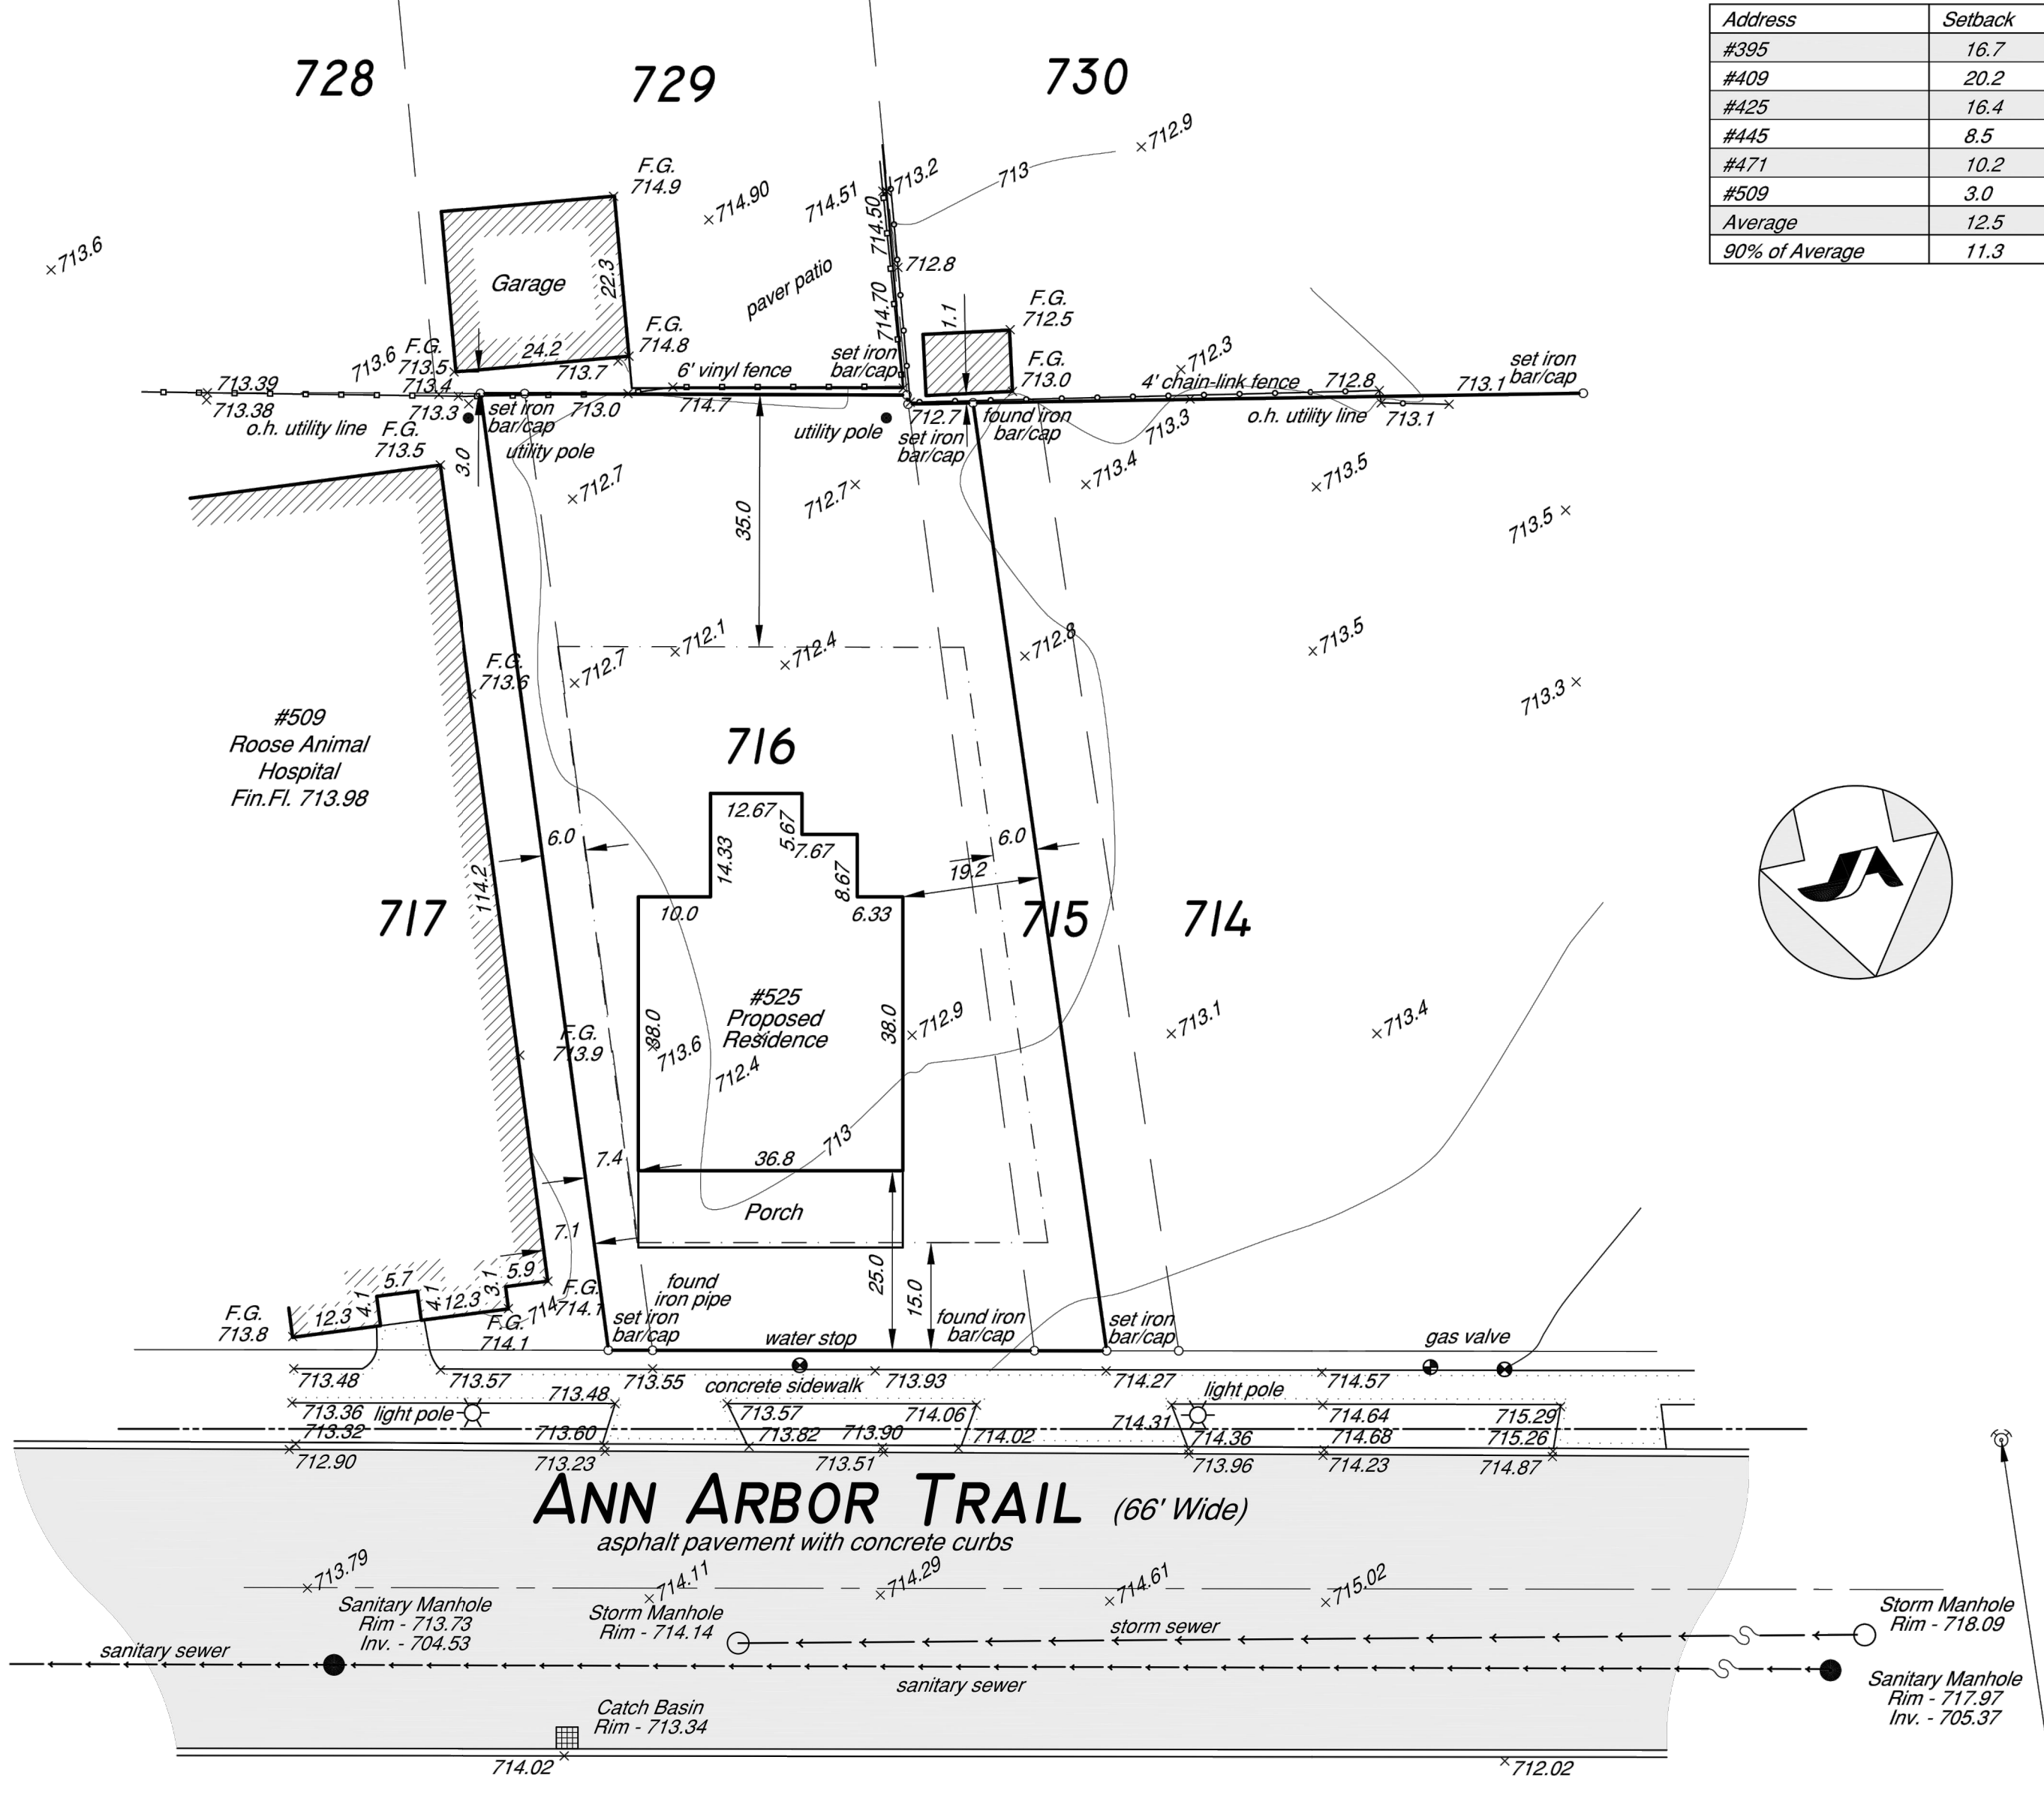 Address Setback
#395 16.7
#409 20.2
#425 16.4
#445 8.5
#471 10.2
#509 3.0
Average 12.5
90% of Average 11.3
728
729
730
712.9
F.G.
714.9
714.90
714.51
713.2
713
714.50
713.6
Garage
22.3
paver patio
712.8
714.70
1.1
F.G.
712.5
F.G.
714.8
24.2
713.6
F.G.
713.5
713.7
6' vinyl fence
set iron
bar/cap
F.G.
713.0
712.3
4' chain-link fence
712.8
713.1
set iron
bar/cap
713.39
713.4
713.38
713.3
set iron
bar/cap
713.0
714.7
712.7
found iron
bar/cap
713.3
o.h. utility line
713.1
o.h. utility line
F.G.
713.5
utility pole
utility pole
set iron
bar/cap
3.0
712.7
35.0
712.7
713.4
713.5
713.5
712.1
712.4
712.7
712.8
713.5
713.3
F.G.
713.6
#509
Roose Animal
Hospital
Fin.Fl. 713.98
716
12.67
5.67
7.67
14.33
8.67
6.0
6.0
19.2
114.2
717
10.0
6.33
715
714
#525
Proposed
Residence
38.0
38.0
713.6
712.4
712.9
713.1
713.4
F.G.
713.9
713
7.4
36.8
7.1
Porch
25.0
15.0
5.7
4.1
4.1
12.3
12.3
3.1
5.9
F.G.
713.8
F.G.
714.1
714
F.G.
714.1
found
iron pipe
set iron
bar/cap
water stop
found iron
bar/cap
set iron
bar/cap
gas valve
713.48
713.57
713.55
concrete sidewalk
713.93
714.27
714.57
713.48
light pole
713.36
light pole
713.57
714.06
714.31
714.64
715.29
713.32
713.60
713.82
713.90
714.02
714.36
714.68
715.26
712.90
713.23
713.51
713.96
714.23
714.87
ANN ARBOR TRAIL (66' Wide)
asphalt pavement with concrete curbs
713.79
714.11
714.29
714.61
715.02
Sanitary Manhole
Rim - 713.73
Inv. - 704.53
Storm Manhole
Rim - 714.14
storm sewer
Storm Manhole
Rim - 718.09
sanitary sewer
sanitary sewer
Sanitary Manhole
Rim - 717.97
Inv. - 705.37
Catch Basin
Rim - 713.34
714.02
712.02